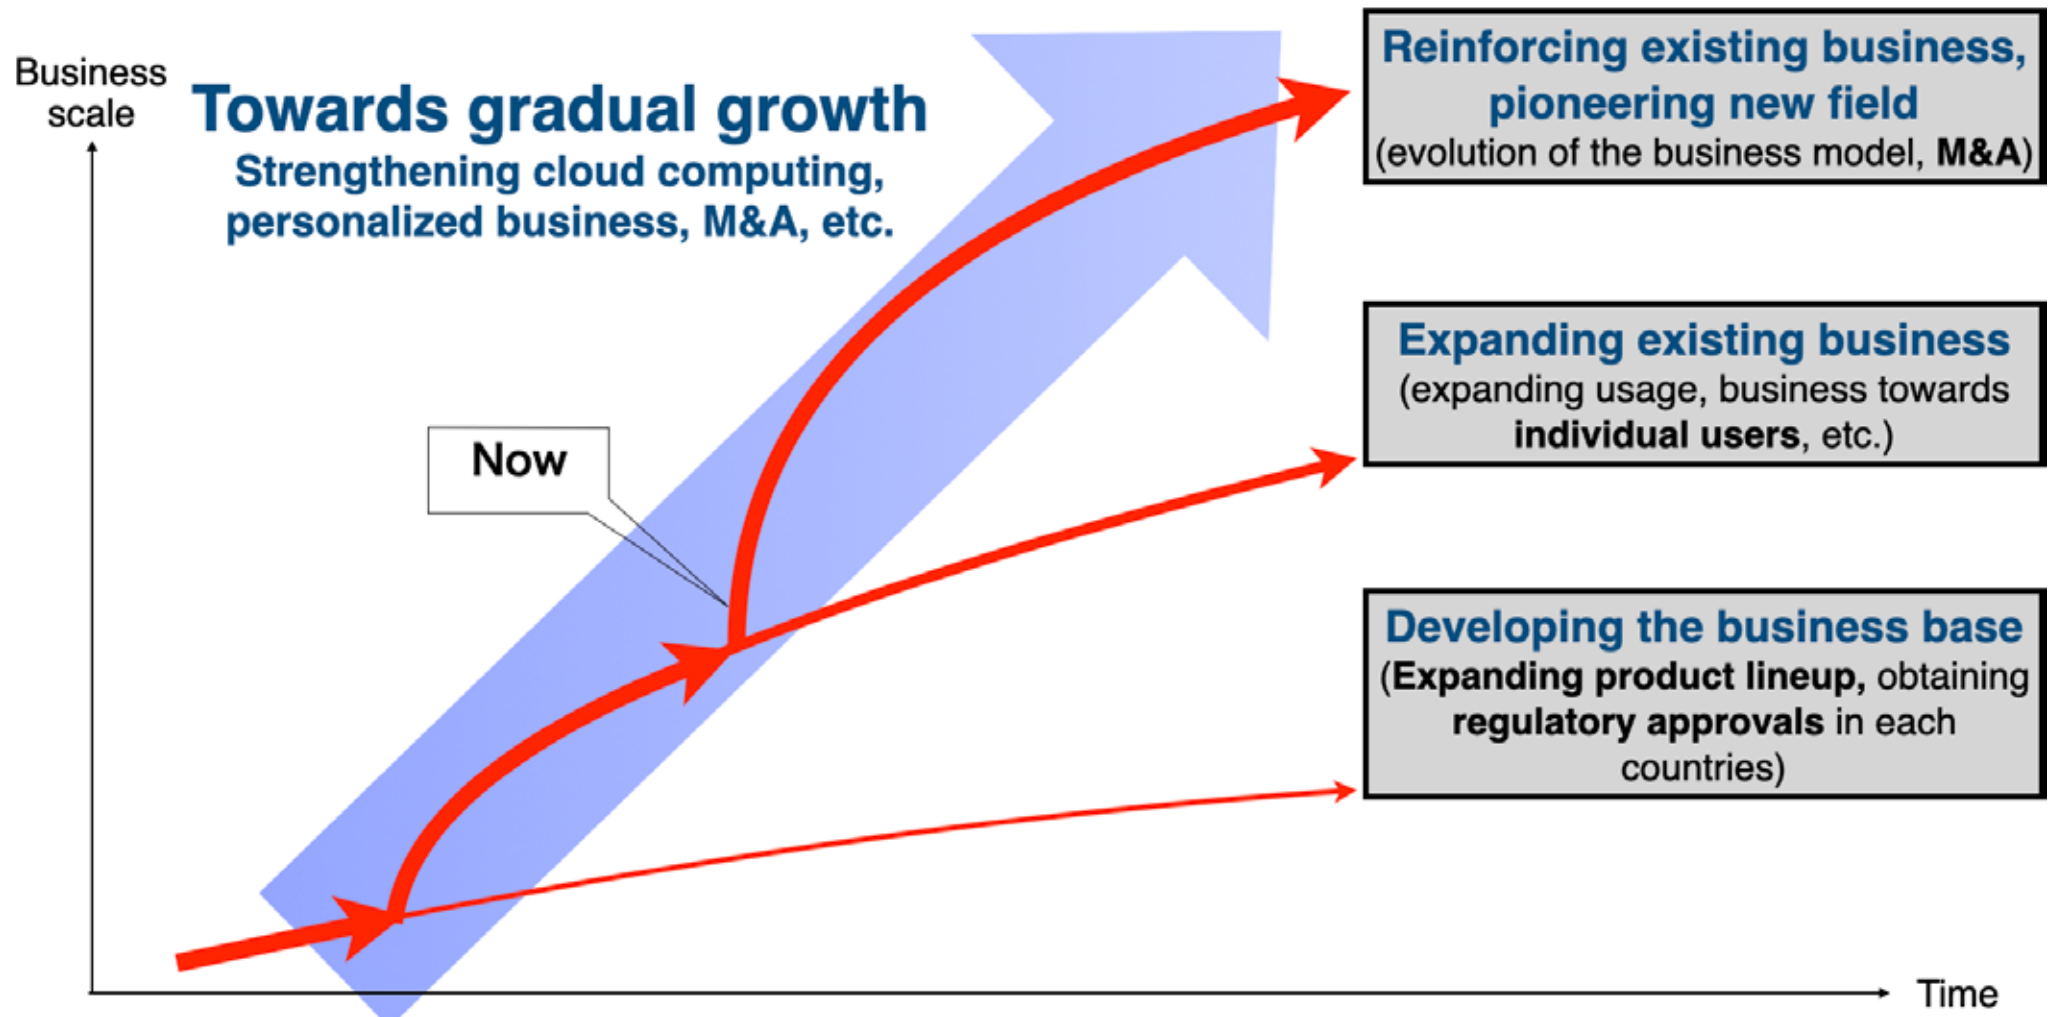 Business
scale
Towards gradual growth
Strengthening cloud computing,
personalized business, M&A, etc.
Now
Reinforcing existing business,
pioneering new field
(evolution of the business model, M&A)
Expanding existing business
(expanding usage, business towards
individual users, etc.)
Developing the business base
(Expanding product lineup, obtaining
regulatory approvals in each
countries)
Time